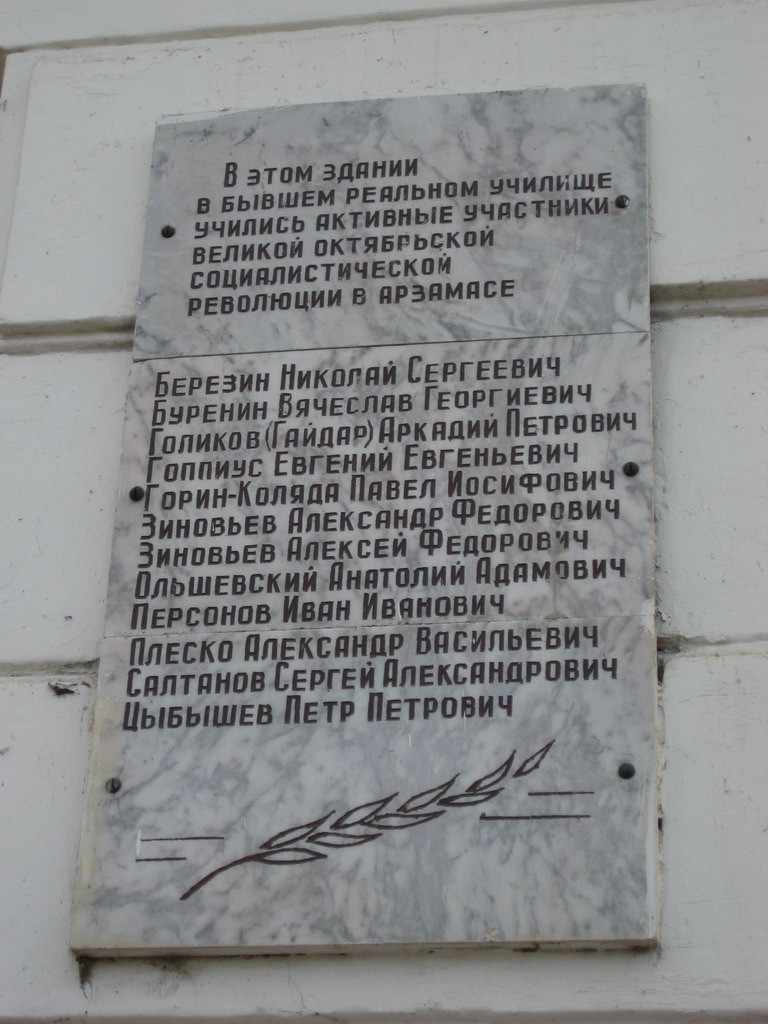 В этом здании
в бывшем реальном училище
учились активные участники
Великой Октябрьской
социалистической
революции в Арзамасе
Березин Николай Сергеевич
Буренин Вячеслав Георгиевич
Голиков (Гайдар) Аркадий Петрович
Гоппиус Евгений Евгеньевич
Горин-Коляда Павел Иосифович
Зиновьев Александр Федорович
Зиновьев Алексей Федорович
Ольшевский Анатолий Адамович
Персонов Иван Иванович
Плеско Александр Васильевич
Салтанов Сергей Александрович
Цыбышев Петр Петрович